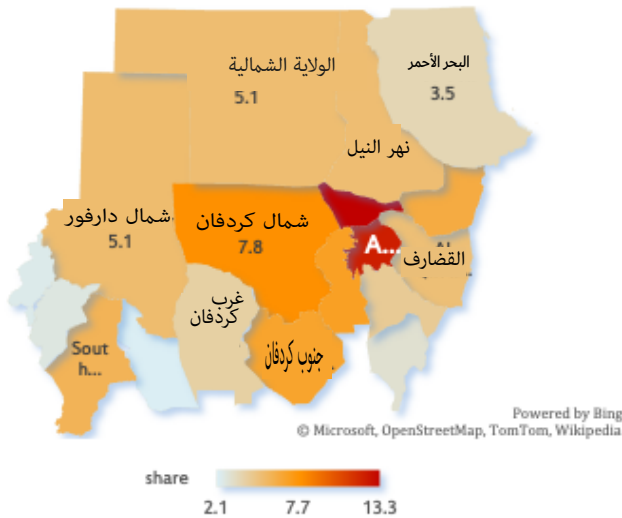 الولاية الشمالية
5.1
البحر الأحمر
3.5
نهر النيل
شمال دارفور
5.1
شمال كردفان
7.8
A...
القضارف
غرب
كردفان
جنوب كردفان
Sout
h...
Powered by Bing
© Microsoft, OpenStreetMap, TomTom, Wikipedia
share
2.1 7.7 13.3